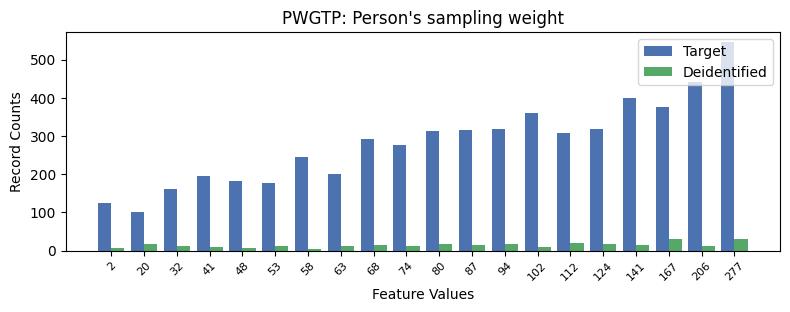 PWGTP: Person's sampling weight
Target
Deidentified
Record Counts
500
400
300
200
100
0
2 20 32 41 48 53 58 63 68 74 80 87 94 102 112 124 141 167 206 277
Feature Values